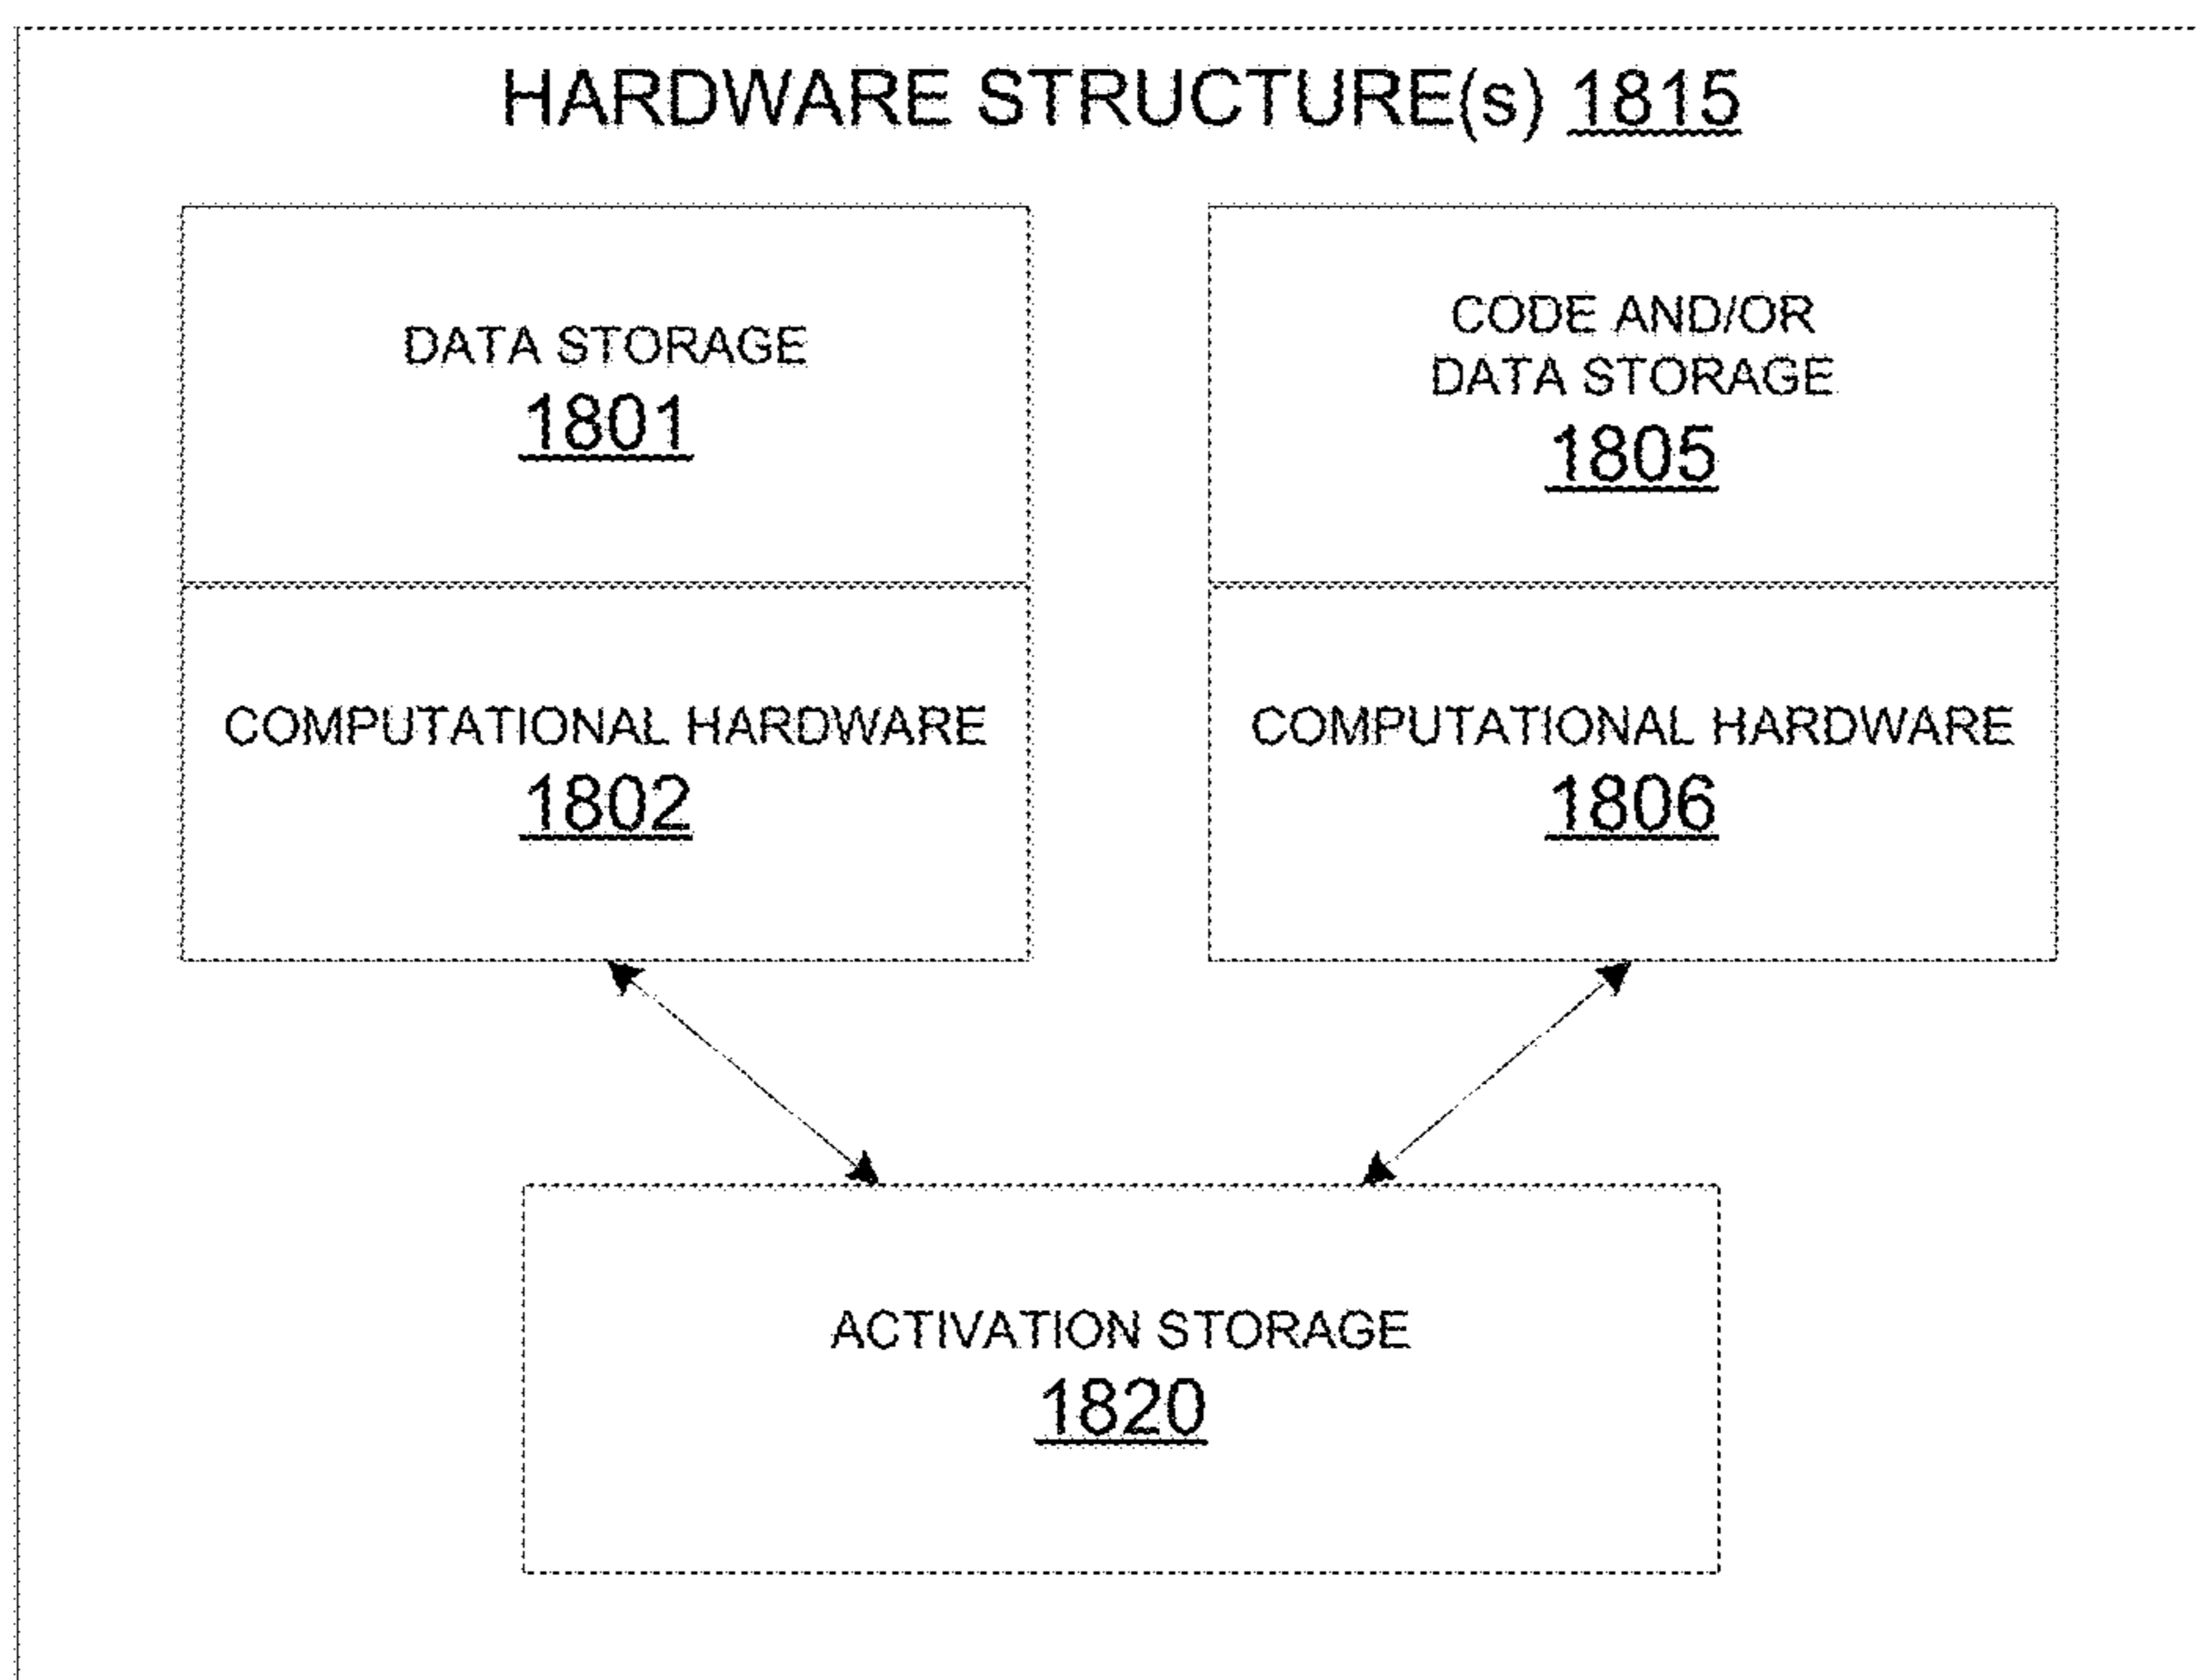 HARDWARE STRUCTURE(s) 1815
DATA STORAGE
1801
CODE AND/OR
DATA STORAGE
1805
COMPUTATIONAL HARDWARE
1802
COMPUTATIONAL HARDWARE
1806
ACTIVATION STORAGE
1820